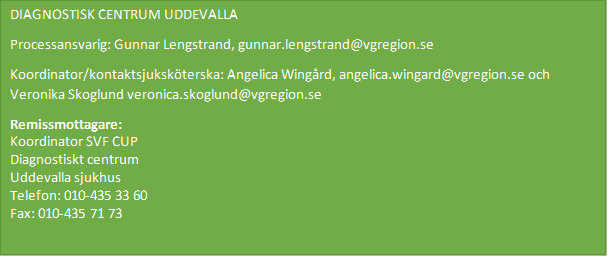 DIAGNOSTISK CENTRUM UDDEVALLA
Processansvarig: Gunnar Lengstrand, gunnar.lengstrand@vgregion.se
Koordinator/kontaktsjuksköterska: Angelica Wingård, angelica.wingard@vgregion.se och
Veronika Skoglund veronica.skoglund@vgregion.se
Remissmottagare:
Koordinator SVF CUP
Diagnostiskt centrum
Uddevalla sjukhus
Telefon: 010-435 33 60
Fax: 010-435 71 73